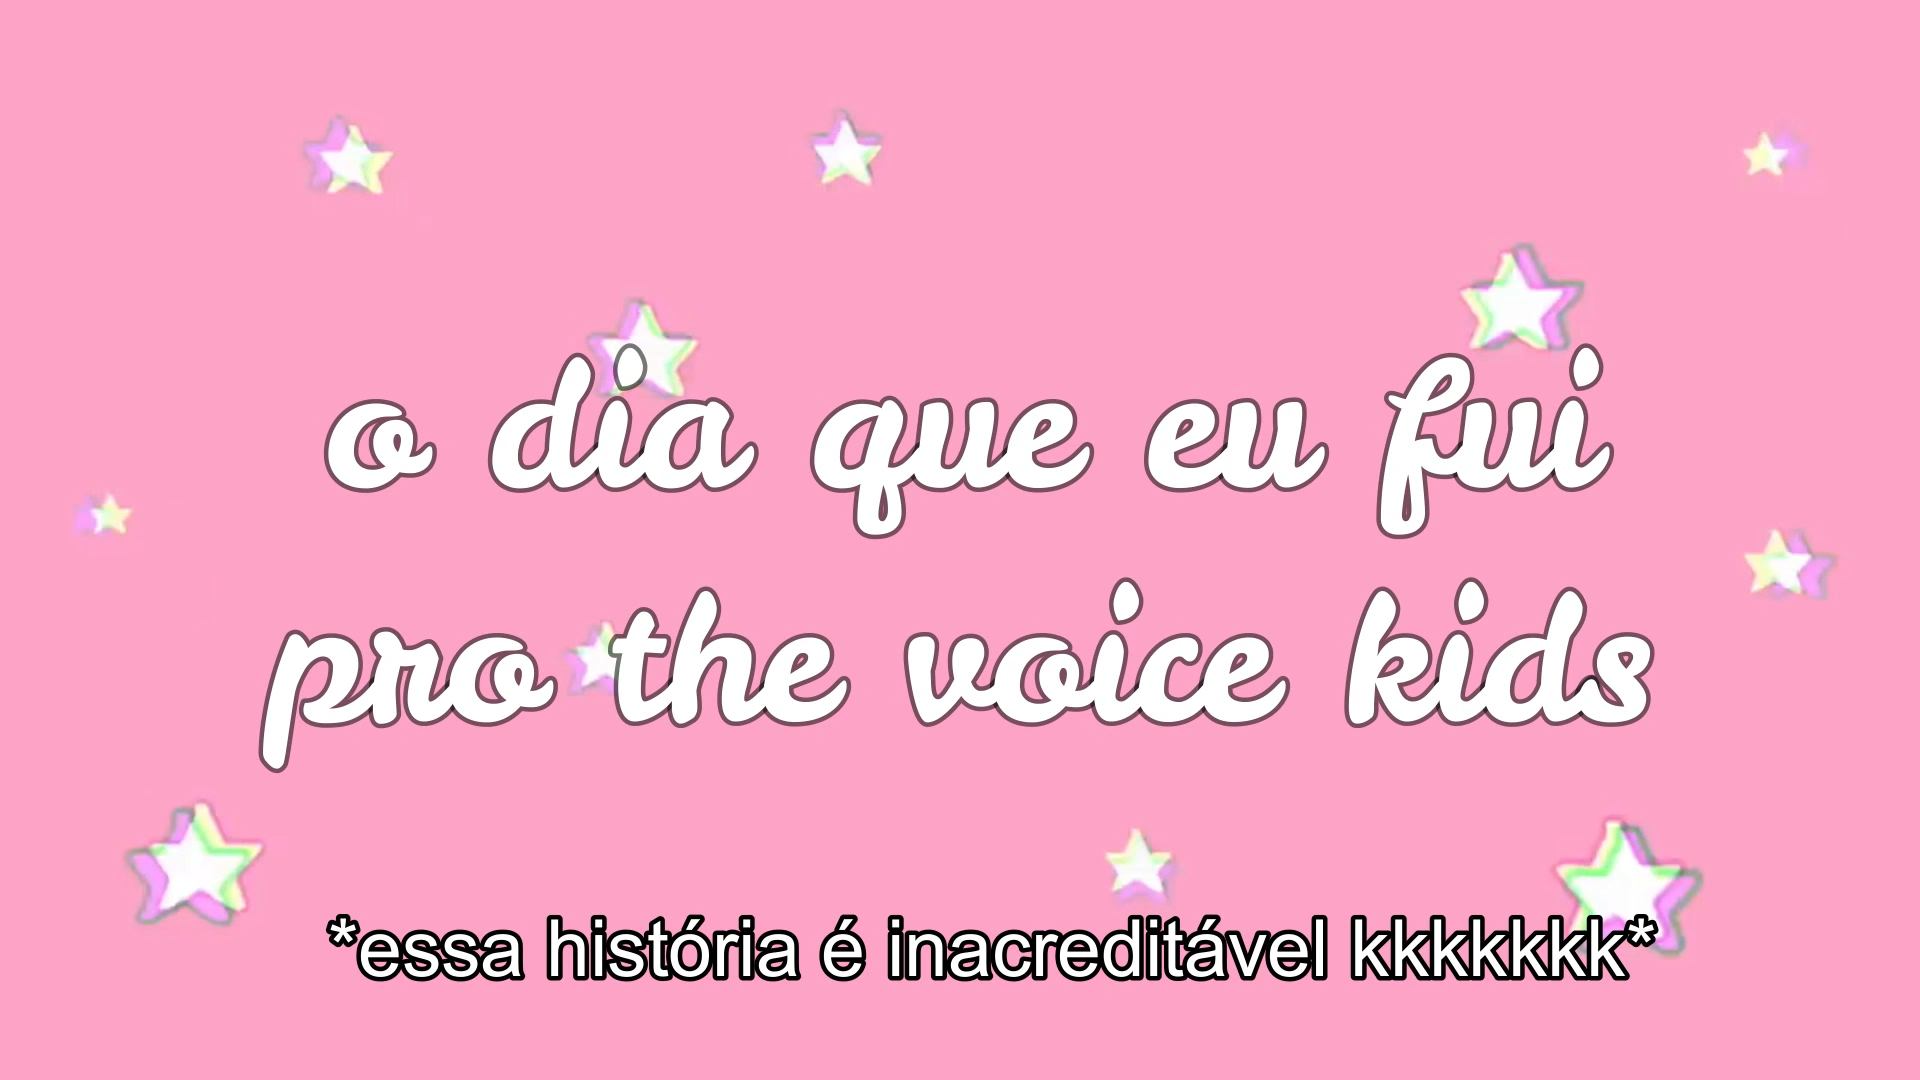 o dia que eu fui
pro the voice kids
*essa história é inacreditável kkkkkkk*